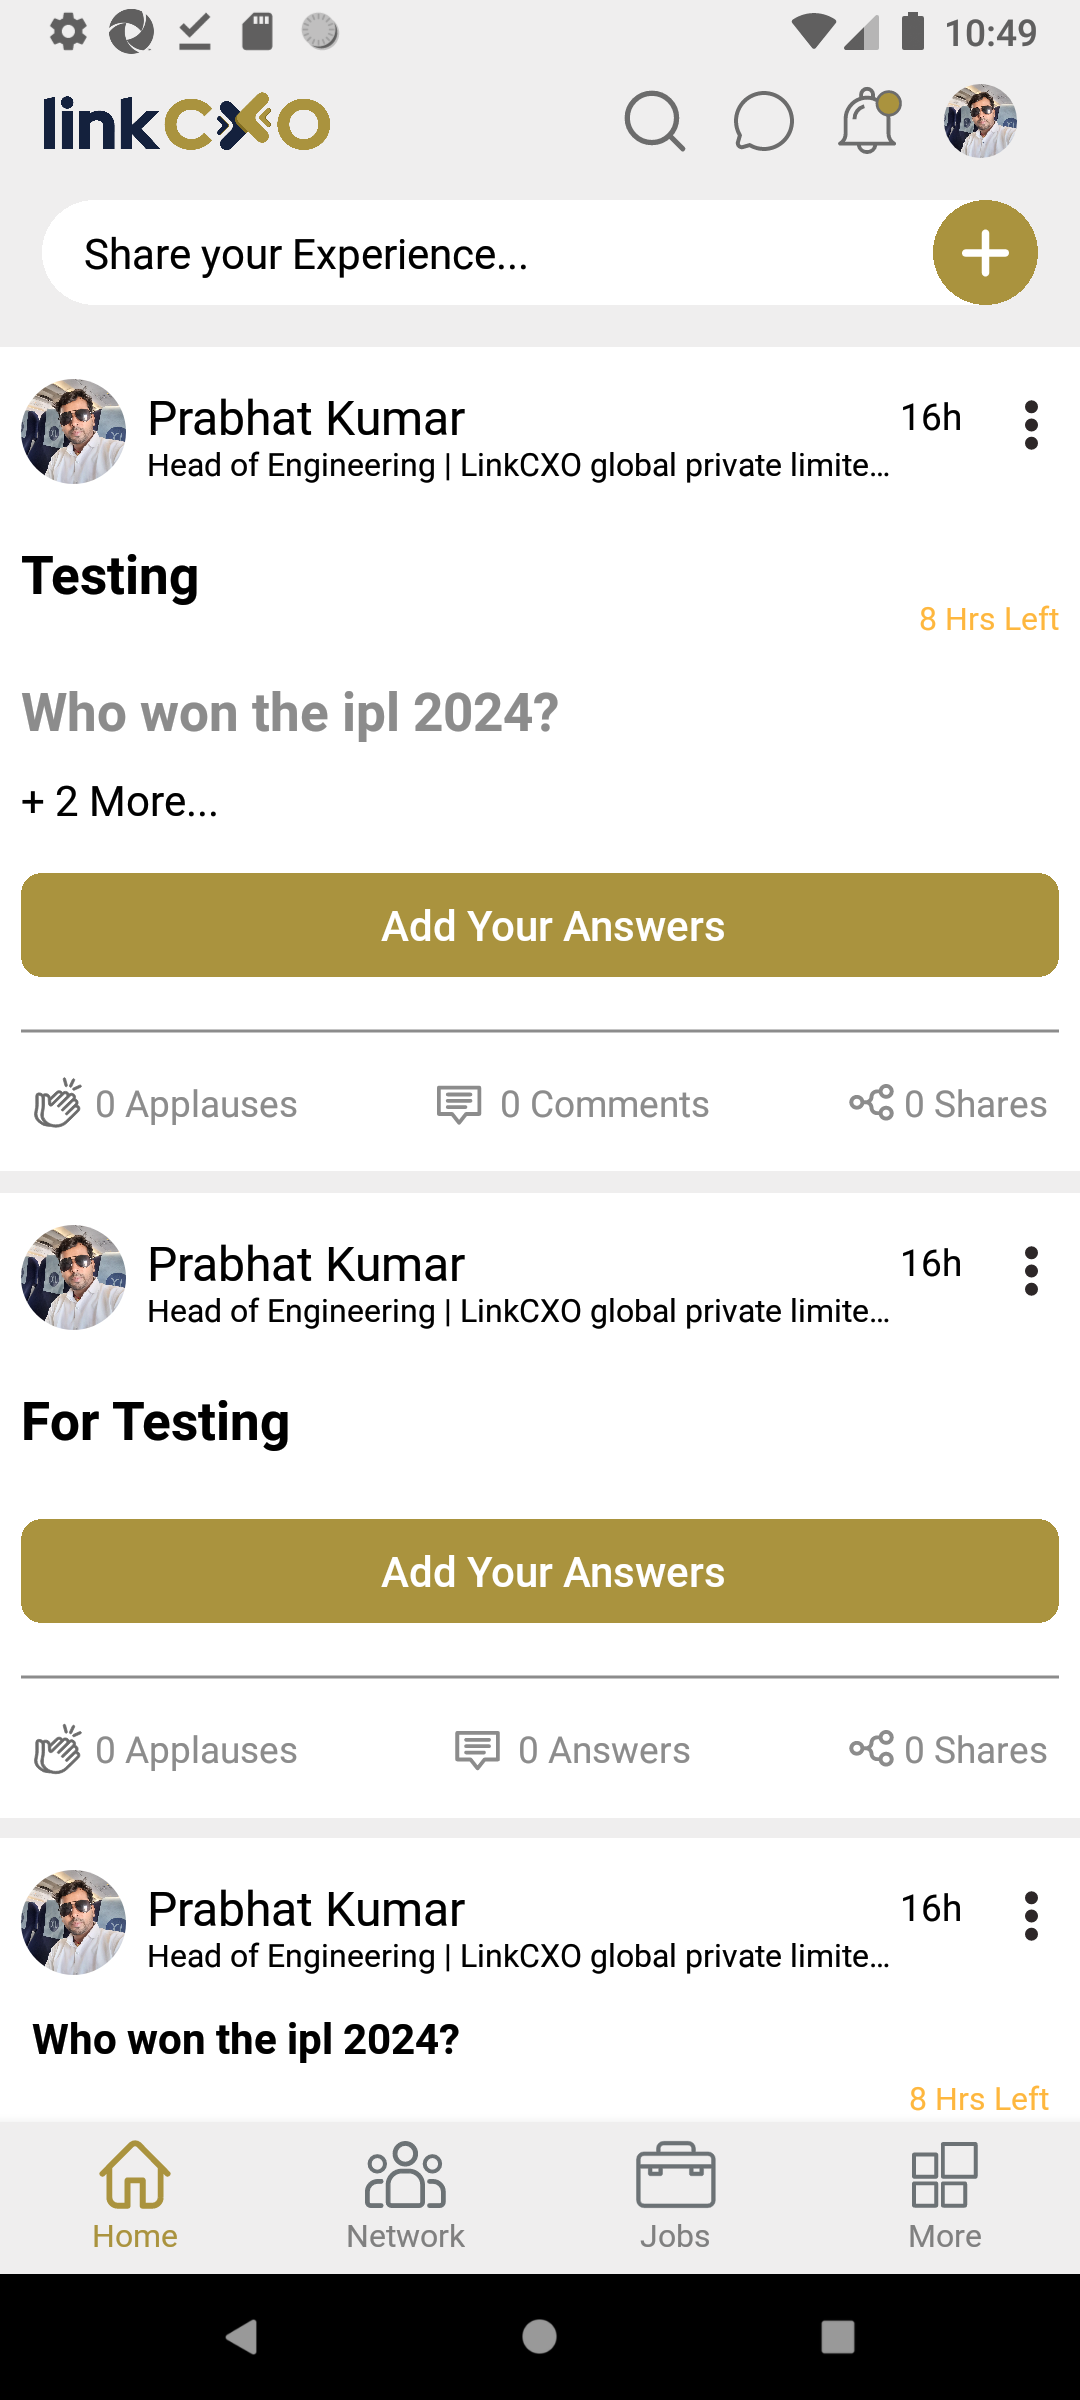 10:49
linkCXO
Share your Experience...
Prabhat Kumar
16h
Head of Engineering | LinkCXO global private limite...
Testing
8 Hrs Left
Who won the ipl 2024?
+ 2 More...
Add Your Answers
0 Applauses
0 Comments
0 Shares
Prabhat Kumar
16h
Head of Engineering | LinkCXO global private limite...
For Testing
Add Your Answers
0 Applauses
0 Answers
0 Shares
Prabhat Kumar
16h
Head of Engineering | LinkCXO global private limite...
Who won the ipl 2024?
8 Hrs Left
Home
Network
Jobs
More